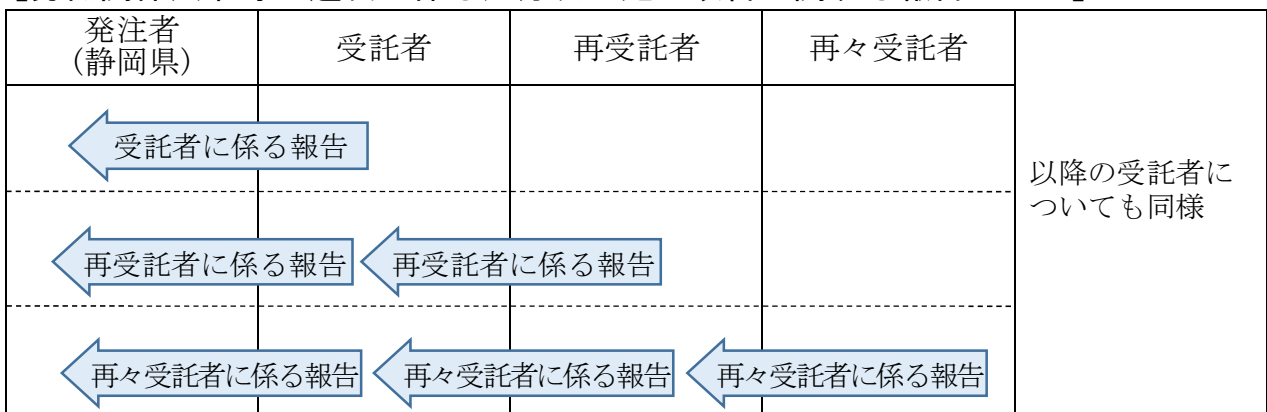 発注者
(静岡県)
受託者
再受託者
再々受託者
受託者に係る報告
以降の受託者に
ついても同様
再受託者に係る報告
再受託者に係る報告
再々受託者に係る報告
再々受託者に係る報告
再々受託者に係る報告